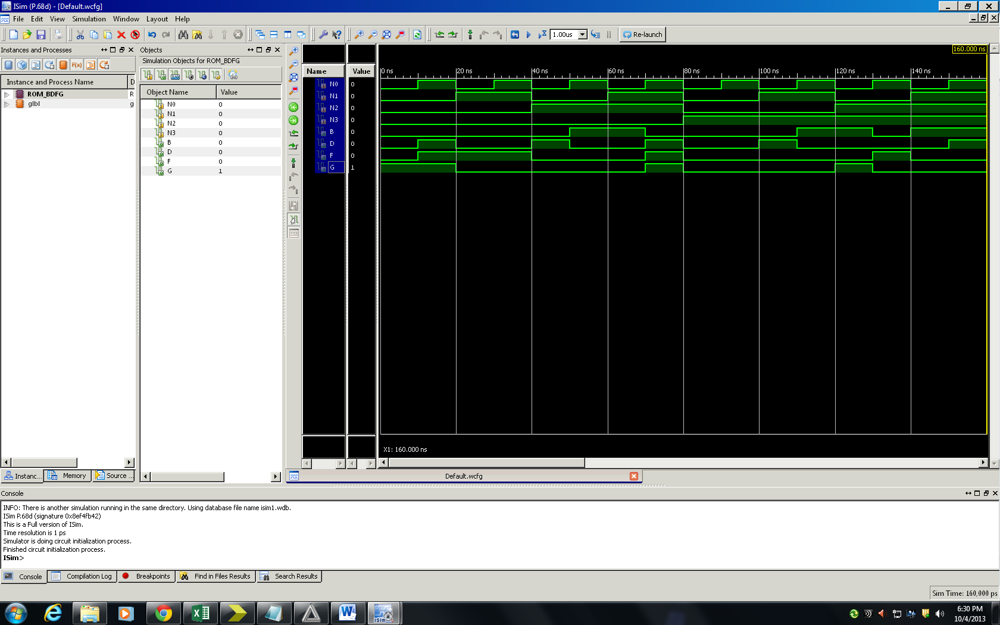 ISim (P.68d) - [Default.wcfg]
File Edit View Simulation Window Layout Help
1.00us
Re-launch
Instances and Processes
Instance and Process Name D
ROM_BDFG R
glbl g
Instanc... Memory Source ...
Objects
Simulation Objects for ROM_BDFG
Object Name Value
N0 0
N1 0
N2 0
N3 0
B 0
D 0
F 0
G 1
Name Value
N0 0
N1 0
N2 0
N3 0
B 0
D 0
F 0
G 1
160.000 ns
0 ns 20 ns 40 ns 60 ns 80 ns 100 ns 120 ns 140 ns
X1: 160.000 ns
Default.wcfg
Console
INFO: There is another simulation running in the same directory. Using database file name isim1.wdb.
ISim P.68d (signature 0x8ef4fb42)
This is a Full version of ISim.
Time resolution is 1 ps
Simulator is doing circuit initialization process.
Finished circuit initialization process.
ISim>
Console Compilation Log Breakpoints Find in Files Results Search Results
Sim Time: 160,000 ps
6:30 PM
10/4/2013